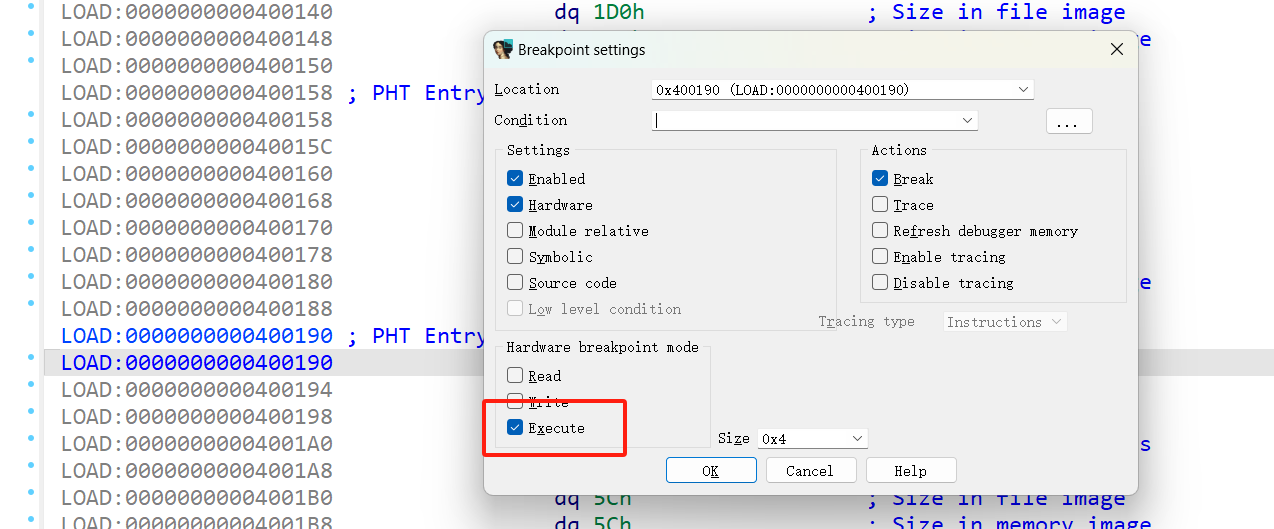 LOAD:0000000000400140 dq 1D0h ; Size in file image
LOAD:0000000000400148
LOAD:0000000000400150
LOAD:0000000000400158 ; PHT Entry
LOAD:0000000000400158
LOAD:000000000040015C
LOAD:0000000000400160
LOAD:0000000000400168
LOAD:0000000000400170
LOAD:0000000000400178
LOAD:0000000000400180
LOAD:0000000000400188
LOAD:0000000000400190 ; PHT Entry
LOAD:0000000000400190
LOAD:0000000000400194
LOAD:0000000000400198
LOAD:00000000004001A0
LOAD:00000000004001A8
LOAD:00000000004001B0 dq 5Ch ; Size in file image
LOAD:00000000004001B8 dq 5Ch ; Size in memory image
Breakpoint settings
Location 0x400190 (LOAD:0000000000400190)
Condition ...
Settings
Enabled
Hardware
Module relative
Symbolic
Source code
Low level condition
Actions
Break
Trace
Refresh debugger memory
Enable tracing
Disable tracing
Tracing type Instructions
Hardware breakpoint mode
Read
Write
Execute
Size 0x4
OK Cancel Help